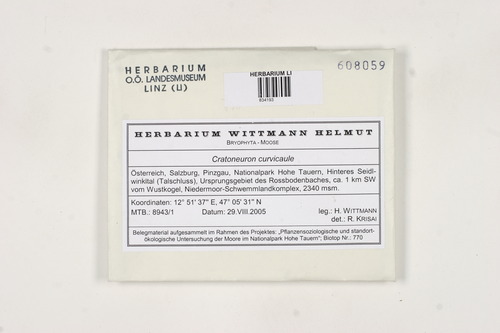 HERBARIUM
O.Ö. LANDESMUSEUM
LINZ (LI)
HERBARIUM LI
934193
608059
HERBARIUM WITTMANN HELMUT
BRYOPHYTA - MOOSE
Cratoneuron curvicaule
Österreich, Salzburg, Pinzgau, Nationalpark Hohe Tauern, Hinteres Seidl-
winkltal (Talschluss), Ursprungsgebiet des Rossbodenbaches, ca. 1 km SW
vom Wustkogel, Niedermoor-Schwemmlandkomplex, 2340 msm.
Koordinaten: 12° 51' 37" E, 47° 05' 31" N
MTB.: 8943/1 Datum: 29.VIII.2005 leg.: H. WITTMANN
det.: R. KRISAI
Belegmaterial aufgesammelt im Rahmen des Projektes: „Pflanzensoziologische und standort-
ökologische Untersuchung der Moore im Nationalpark Hohe Tauern"; Biotop Nr.: 770